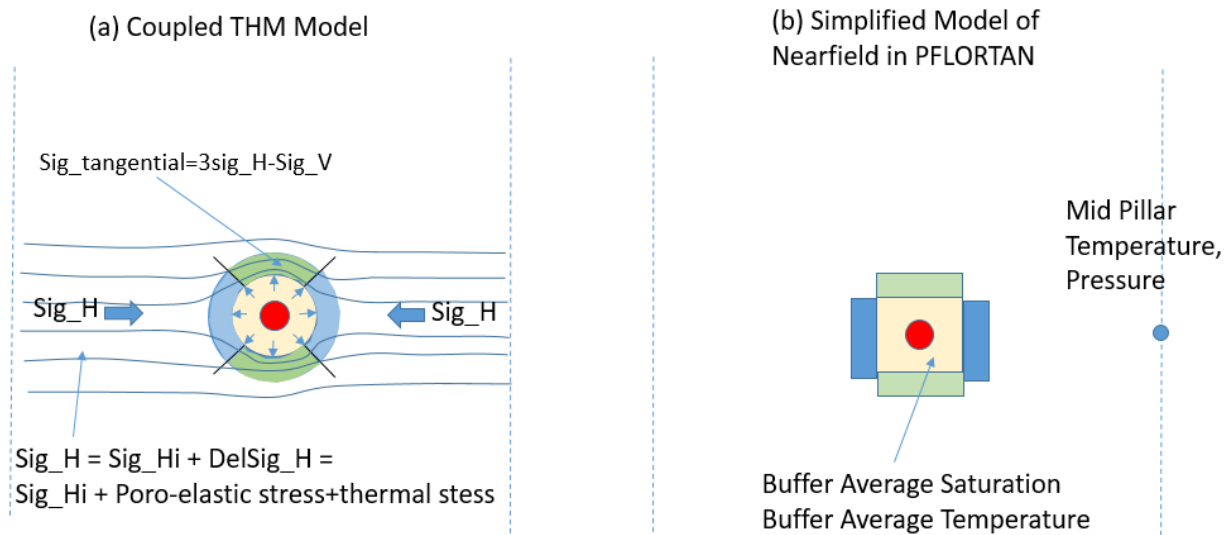 (a) Coupled THM Model
Sig_tangential=3sig_H-Sig_V
Sig_H
Sig_H
Sig_H = Sig_Hi + DelSig_H =
Sig_Hi + Poro-elastic stress+thermal stess
(b) Simplified Model of
Nearfield in PFLORTAN
Mid Pillar
Temperature,
Pressure
Buffer Average Saturation
Buffer Average Temperature